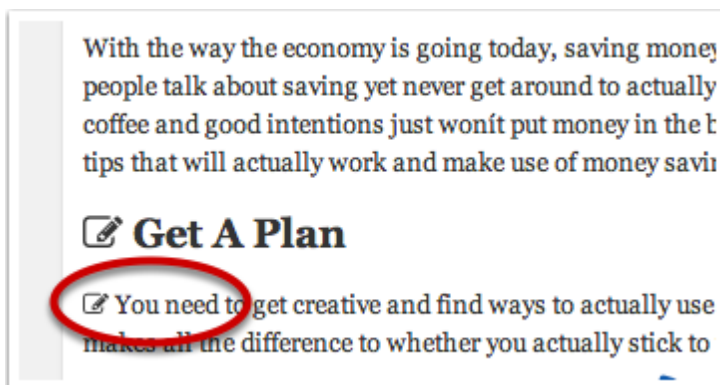 With the way the economy is going today, saving money
people talk about saving yet never get around to actually
coffee and good intentions just wonít put money in the
tips that will actually work and make use of money
Get A Plan
You need to get creative and find ways to actually use
makes all the difference to whether you actually stick to